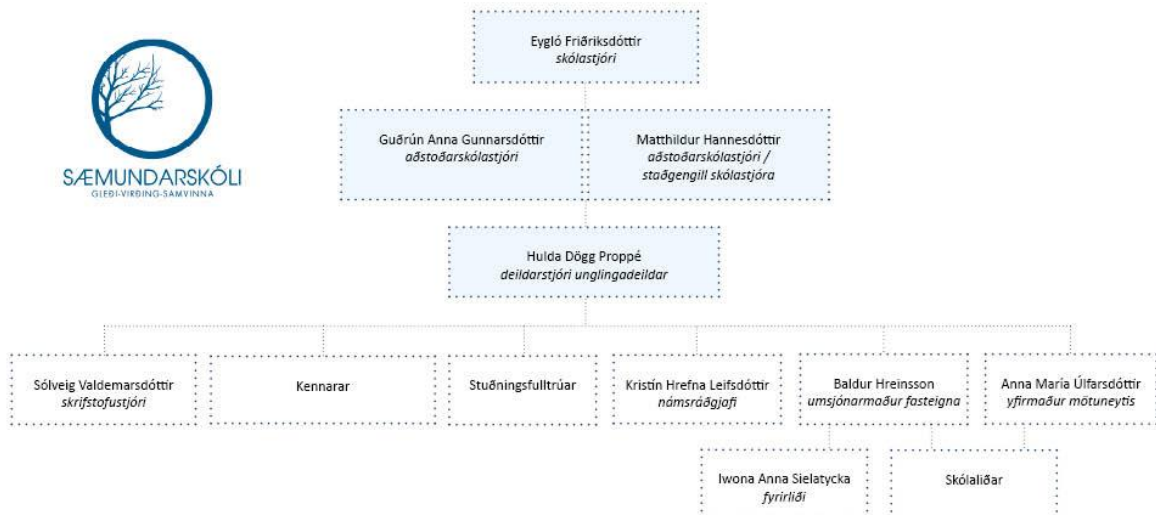 Eygló Friðriksdóttir
skólastjóri
Guðrún Anna Gunnarsdóttir
aðstoðarskólastjóri
Matthildur Hannesdóttir
aðstoðarskólastjóri /
staðgengill skólastjóra
SÆMUNDARSKÓLI
GLEÐI-VIRÐING-SAMVINNA
Hulda Dögg Proppé
deildarstjóri unglingadeildar
Sólveig Valdemarsdóttir
skrifstofustjóri
Kennarar
Stuðningsfulltrúar
Kristín Hrefna Leifsdóttir
námsráðgjafi
Baldur Hreinsson
umsjónarmaður fasteigna
Anna María Úlfarsdóttir
yfirmaður mötuneytis
Iwona Anna Sielatycka
fyrirliði
Skólaliðar